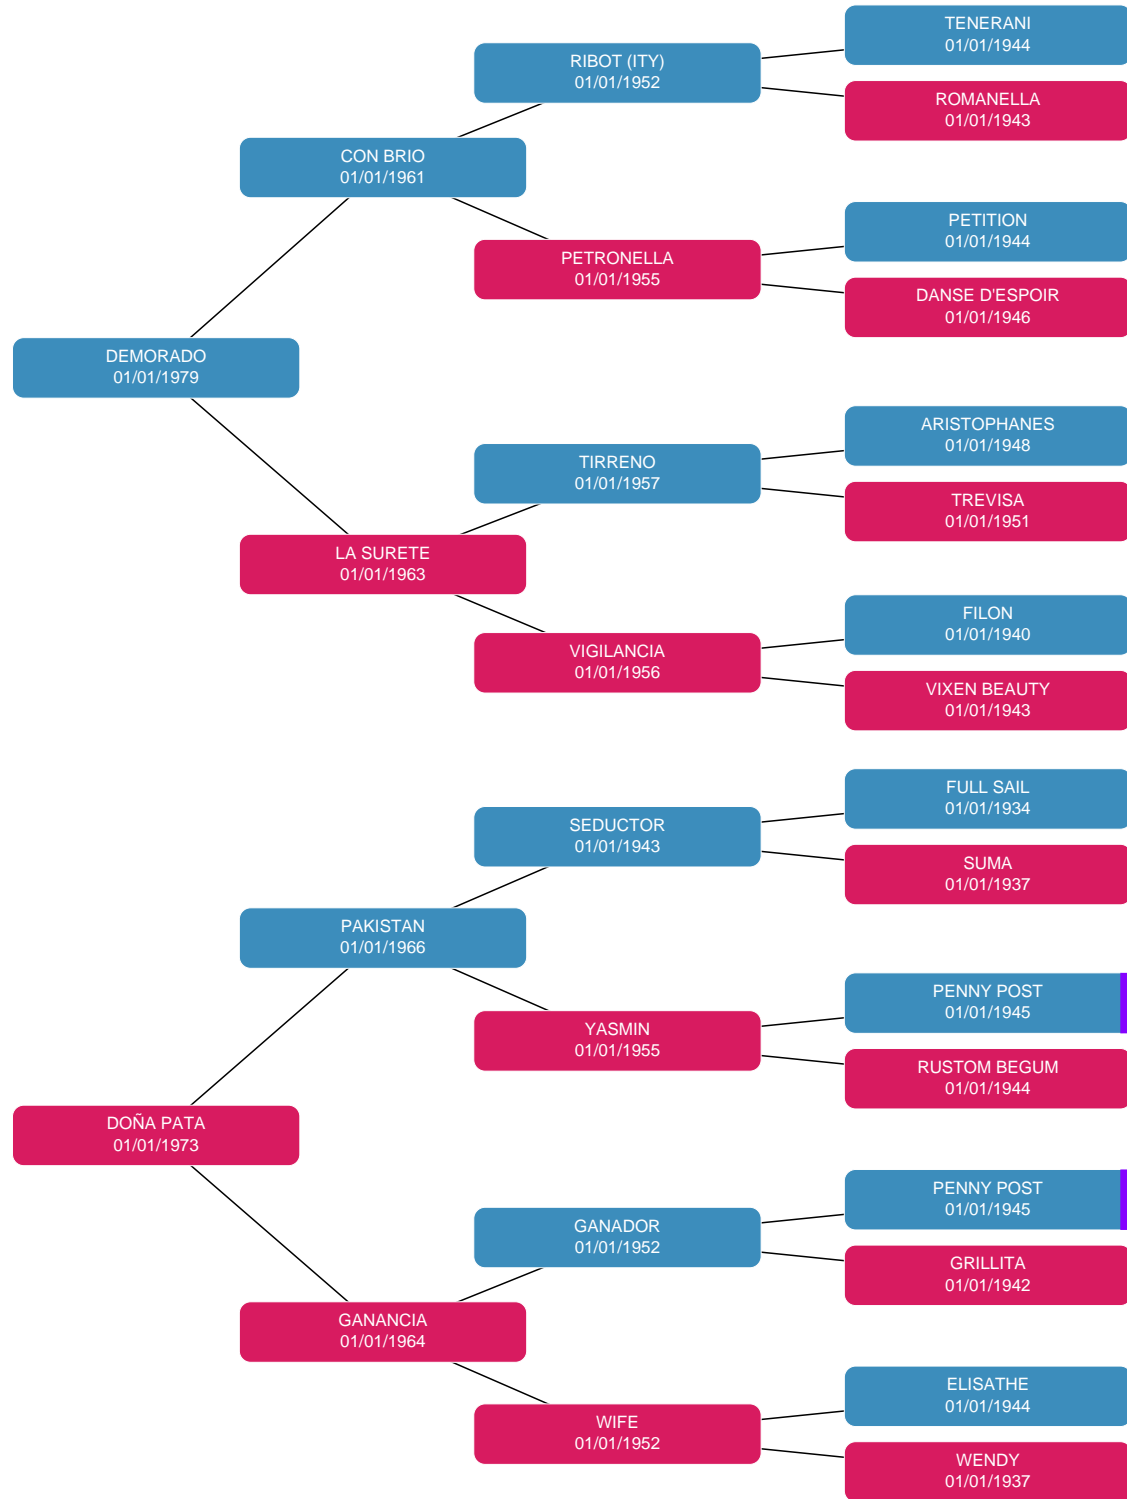 TENERANI
01/01/1944
RIBOT (ITY)
01/01/1952
ROMANELLA
01/01/1943
CON BRIO
01/01/1961
PETITION
01/01/1944
PETRONELLA
01/01/1955
DANSE D'ESPOIR
01/01/1946
DEMORADO
01/01/1979
ARISTOPHANES
01/01/1948
TIRRENO
01/01/1957
TREVISA
01/01/1951
LA SURETE
01/01/1963
FILON
01/01/1940
VIGILANCIA
01/01/1956
VIXEN BEAUTY
01/01/1943
FULL SAIL
01/01/1934
SEDUCTOR
01/01/1943
SUMA
01/01/1937
PAKISTAN
01/01/1966
PENNY POST
01/01/1945
YASMIN
01/01/1955
RUSTOM BEGUM
01/01/1944
DOÑA PATA
01/01/1973
PENNY POST
01/01/1945
GANADOR
01/01/1952
GRILLITA
01/01/1942
GANANCIA
01/01/1964
ELISATHE
01/01/1944
WIFE
01/01/1952
WENDY
01/01/1937